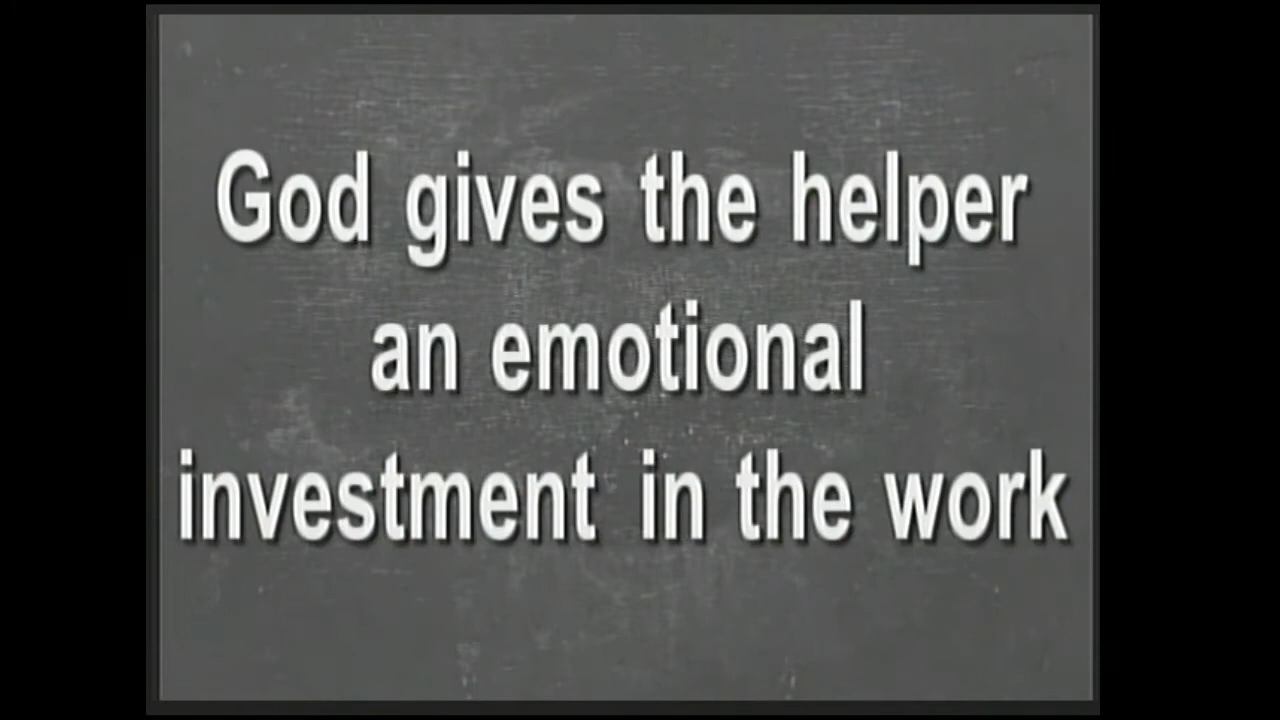 God gives the helper
an emotional
investment in the work